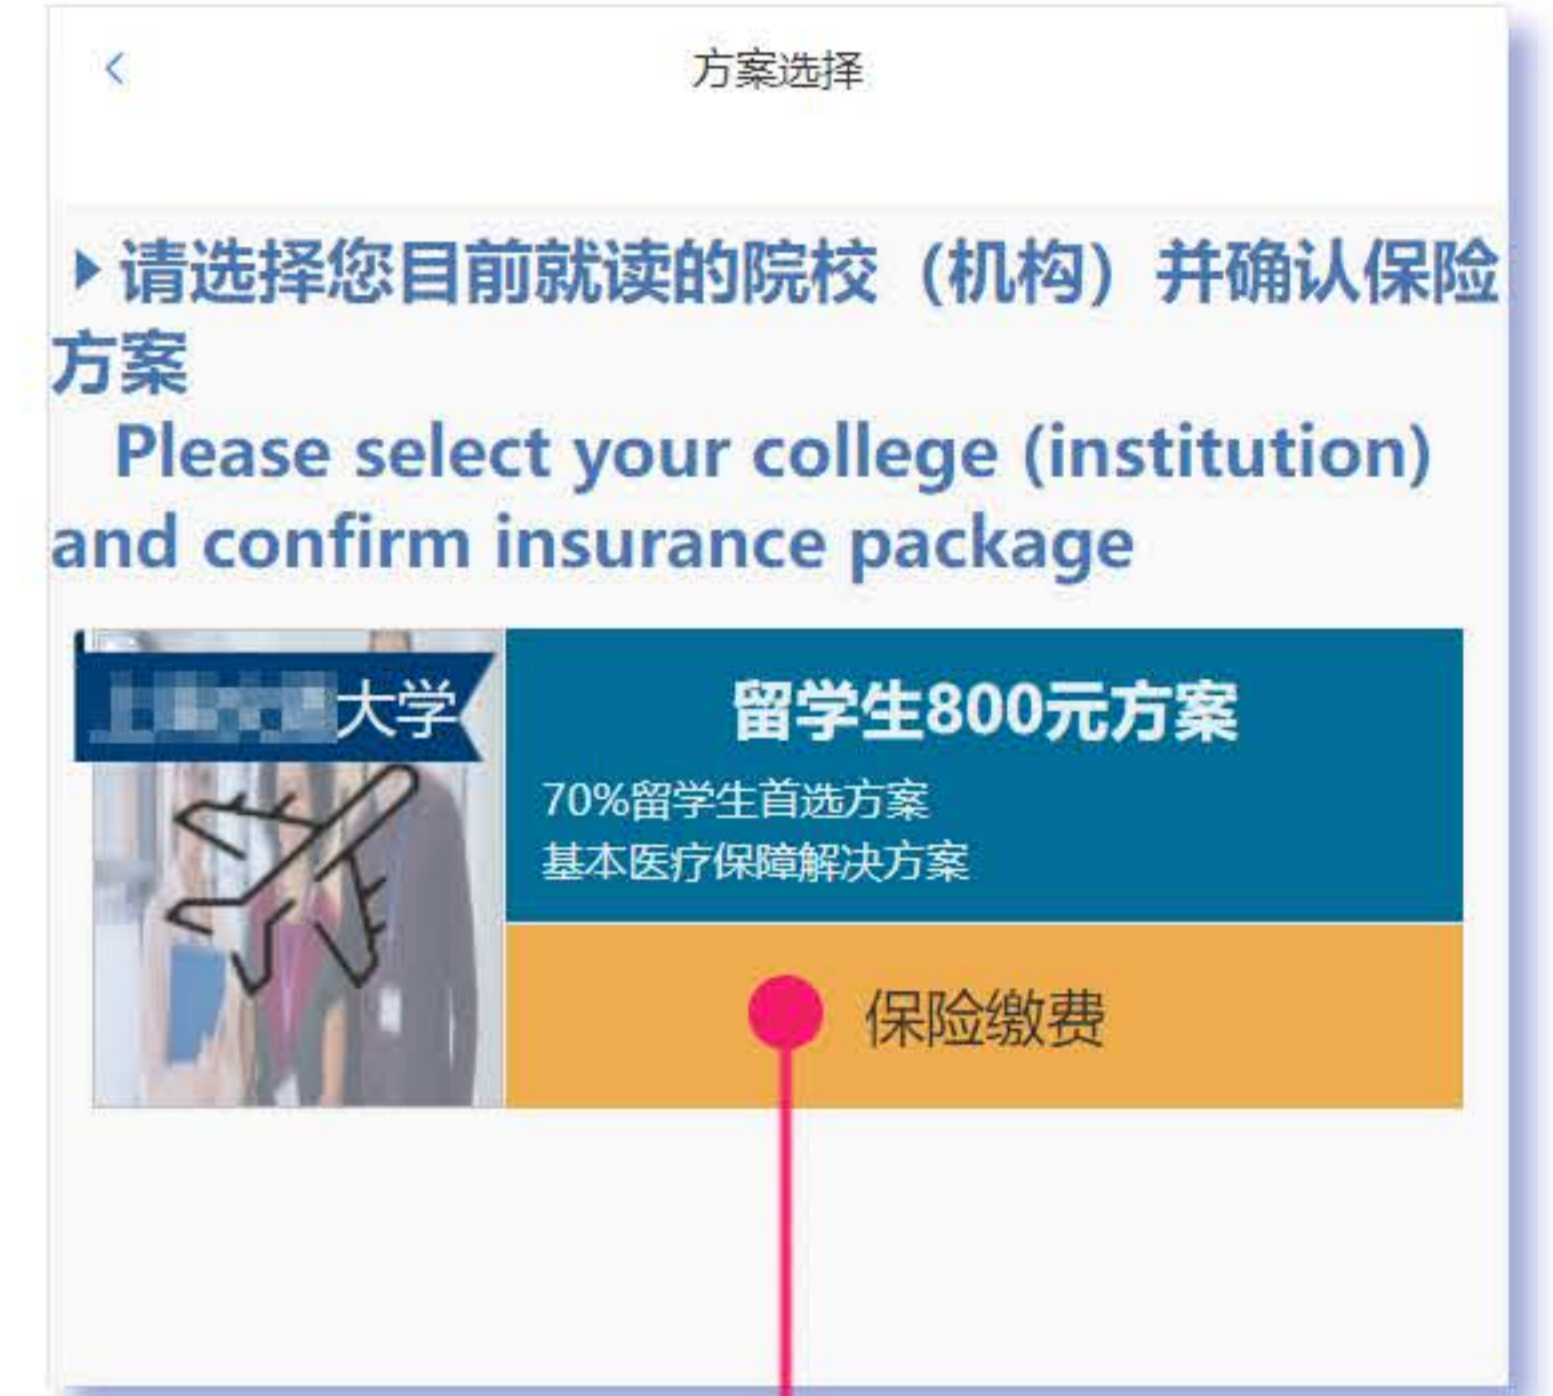 方案选择
请选择您目前就读的院校（机构）并确认保险
方案
Please select your college (institution)
and confirm insurance package
大学
留学生800元方案
70%留学生首选方案
基本医疗保障解决方案
保险缴费